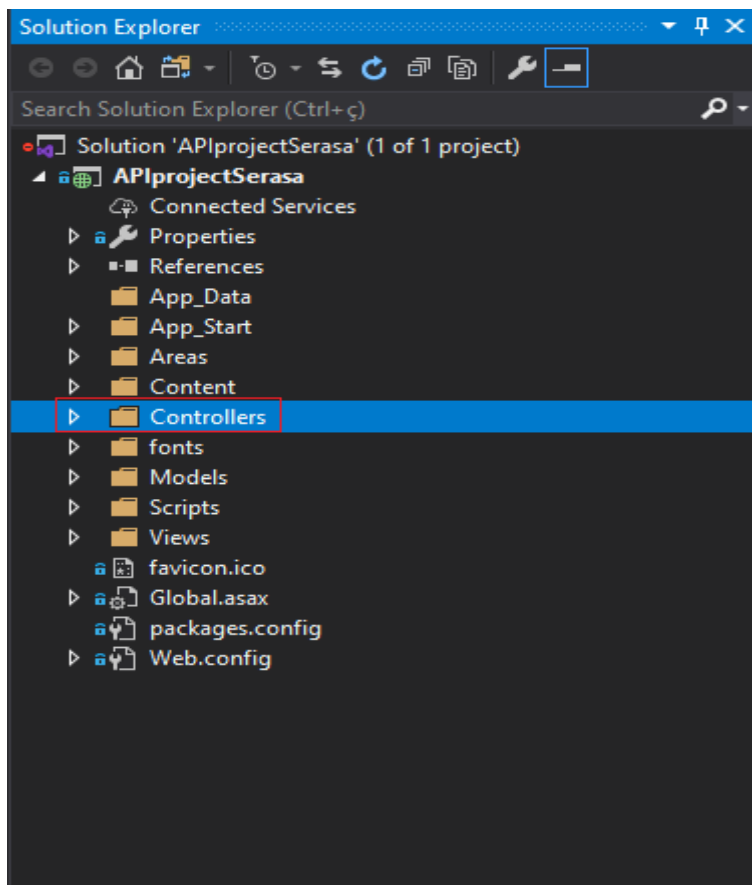 Solution Explorer
Search Solution Explorer (Ctrl+ç)
Solution 'APIprojectSerasa' (1 of 1 project)
APIprojectSerasa
Connected Services
Properties
References
App_Data
App_Start
Areas
Content
Controllers
fonts
Models
Scripts
Views
favicon.ico
Global.asax
packages.config
Web.config